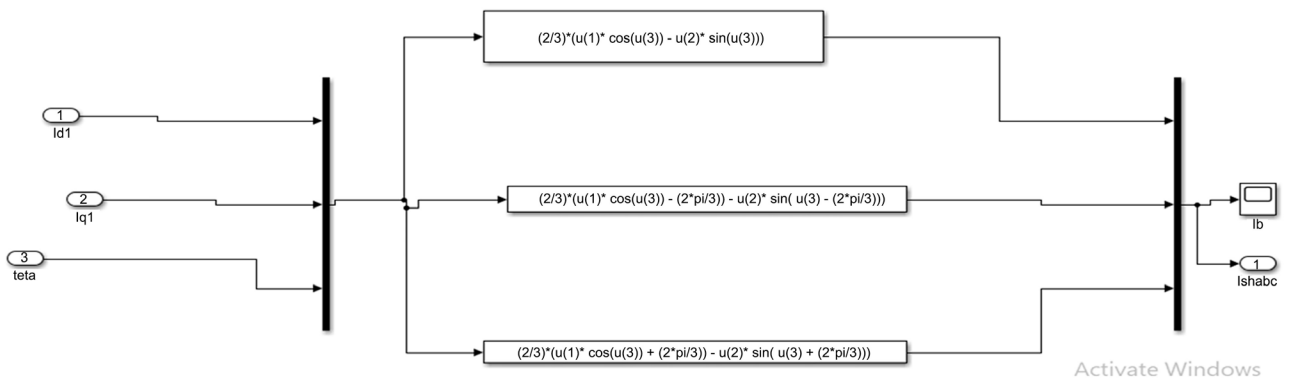 (2/3)*(u(1)* cos(u(3)) - u(2)* sin(u(3)))
1
Id1
2
Iq1
(2/3)*(u(1)* cos(u(3)) - (2*pi/3)) - u(2)* sin( u(3) - (2*pi/3)))
Ib
3
teta
1
Ishabc
(2/3)*(u(1)* cos(u(3)) + (2*pi/3)) - u(2)* sin( u(3) + (2*pi/3)))
Activate Windows